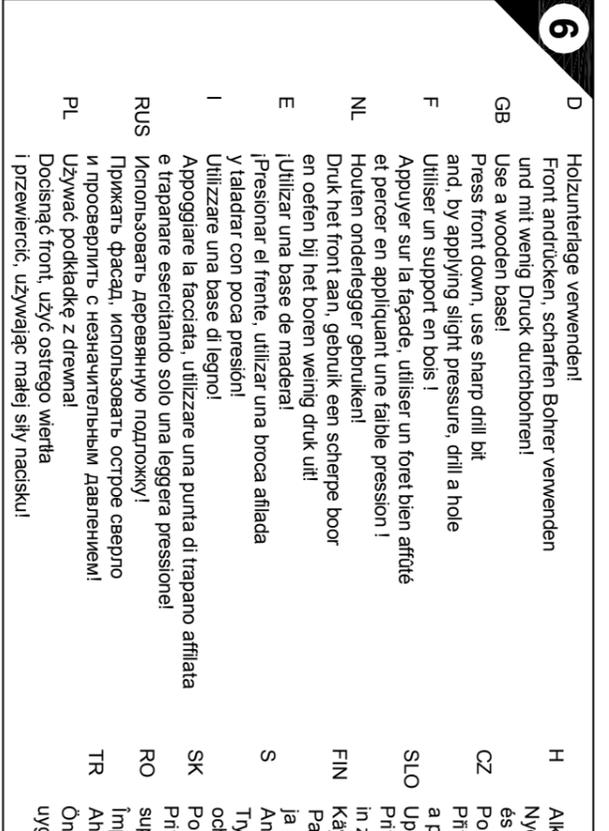 6
D Holzunterlage verwenden!
Front andrücken, scharfen Bohrer verwenden
und mit wenig Druck durchbohren!
GB Use a wooden base!
Press front down, use sharp drill bit
and, by applying slight pressure, drill a hole
F Utiliser un support en bois !
Appuyer sur la façade, utiliser un foret bien affûté
et percer en appliquant une faible pression !
NL Houten onderlegger gebruiken!
Druk het front aan, gebruik een scherpe boor
en oefen bij het boren weinig druk uit!
E ¡Utilizar una base de madera!
¡Presionar el frente, utilizar una broca afilada
y taladrar con poca presión!
I Utilizzare una base di legno!
Appoggiare la facciata, utilizzare una punta di trapano affilata
e trapanare esercitando solo una leggera pressione!
RUS Использовать деревянную подложку!
Прижать фасад, использовать острое сверло
и просверлить с незначительным давлением!
PL Używać podkładkę z drewna!
Docisnąć front, użyć ostrego wiertła
i przewiercić, używając małej siły nacisku!
H
és
CZ
a
SLO
in
FIN
ja
S
SK
RO
TR